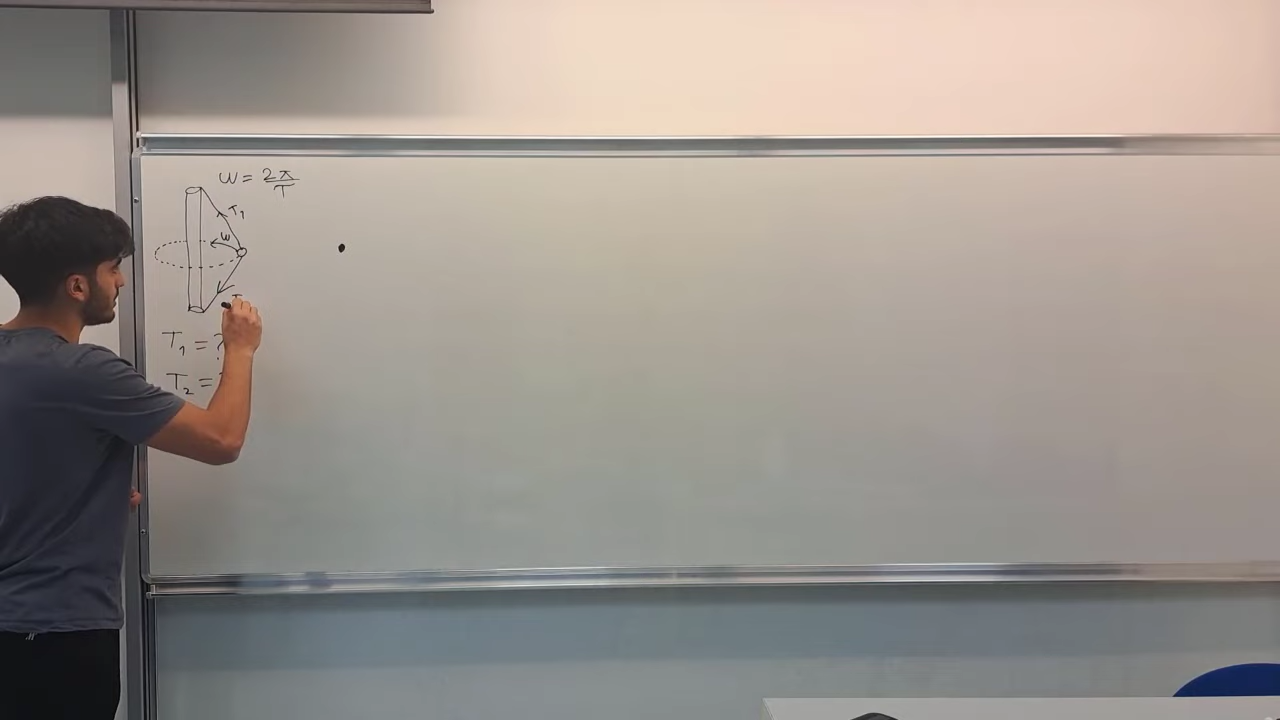 ω = 2π/T
T₁
ω
T₁ = ?
T₂ =